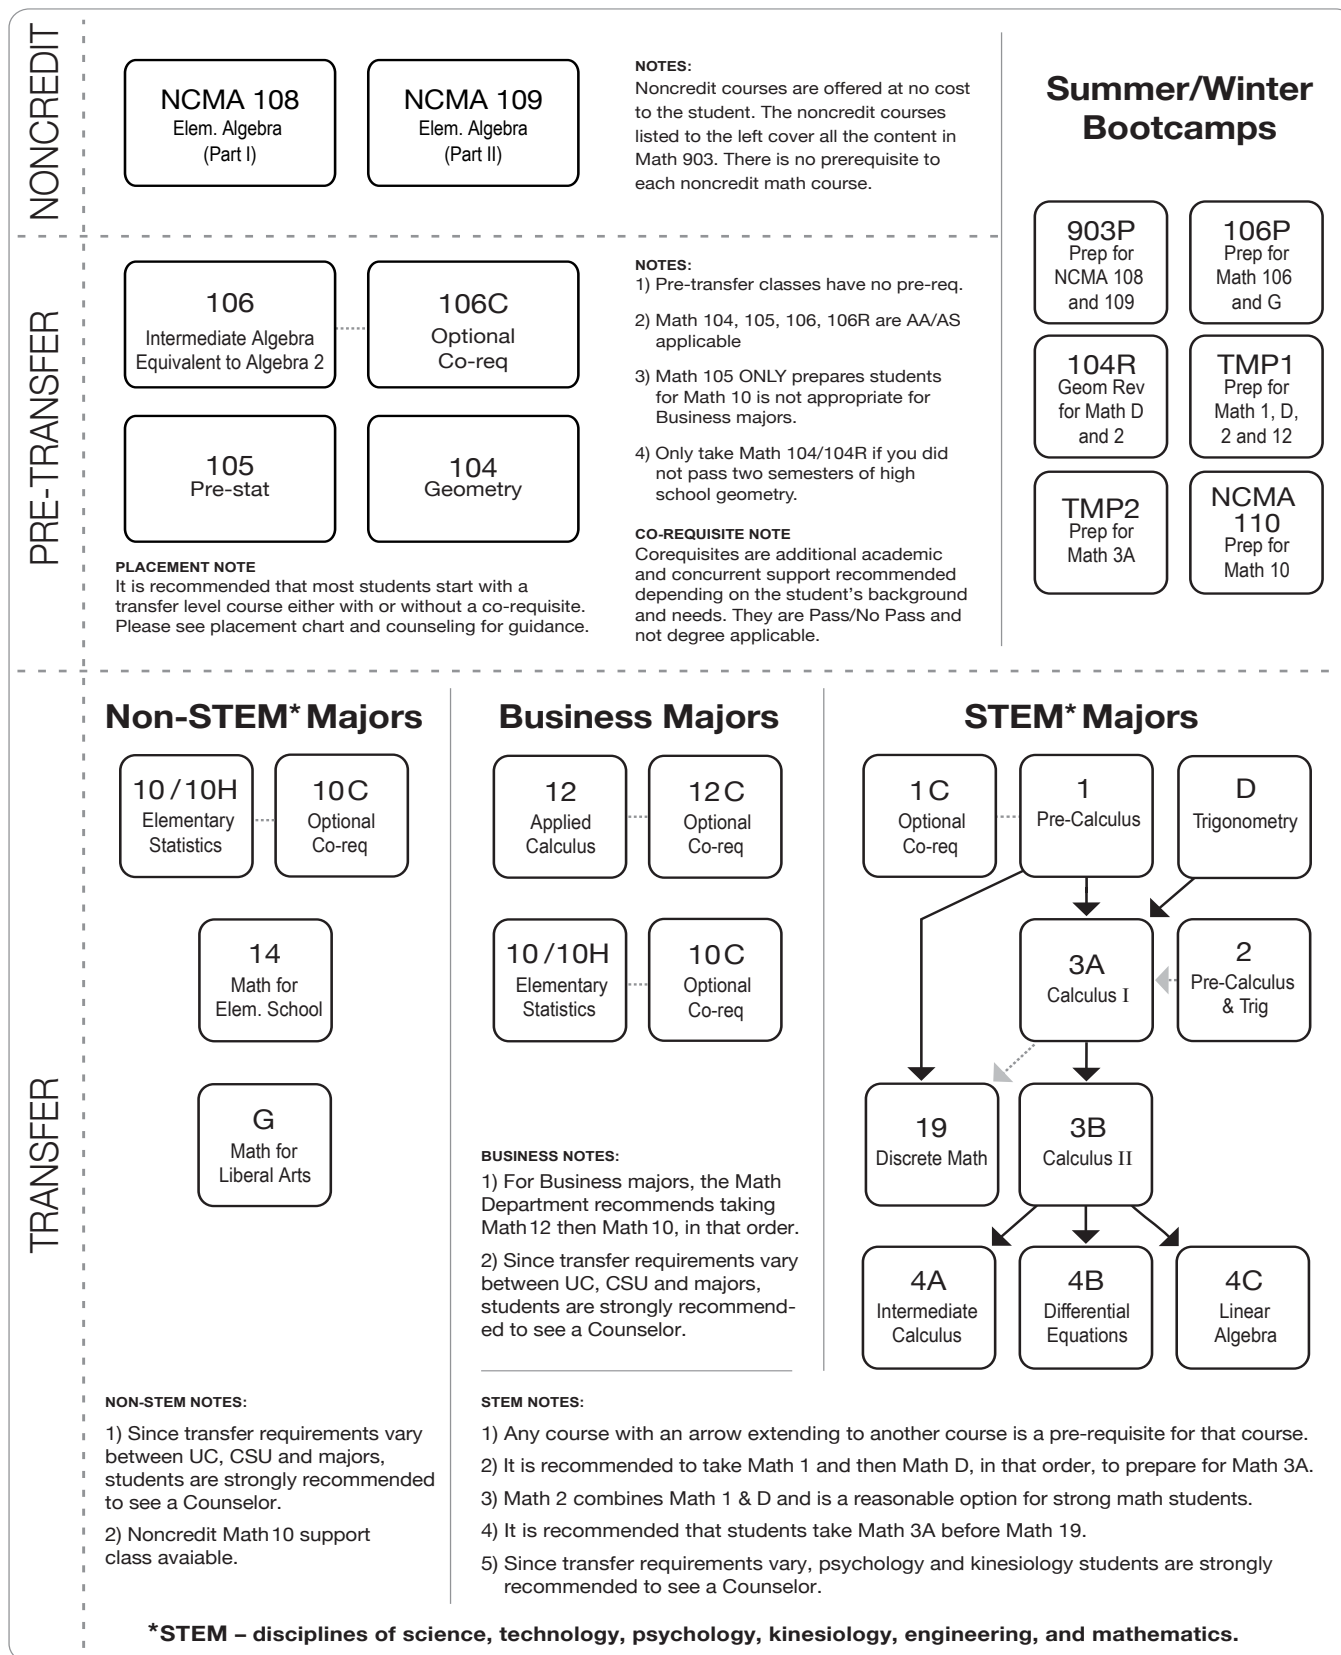 NONCREDIT
NCMA 108
Elem. Algebra
(Part I)
NCMA 109
Elem. Algebra
(Part II)
NOTES:
Noncredit courses are offered at no cost
to the student. The noncredit courses
listed to the left cover all the content in
Math 903. There is no prerequisite to
each noncredit math course.
Summer/Winter
Bootcamps
903P
Prep for
NCMA 108
and 109
106P
Prep for
Math 106
and G
104R
Geom Rev
for Math D
and 2
TMP1
Prep for
Math 1, D,
2 and 12
TMP2
Prep for
Math 3A
NCMA
110
Prep for
Math 10
PRE-TRANSFER
106
Intermediate Algebra
Equivalent to Algebra 2
106C
Optional
Co-req
105
Pre-stat
104
Geometry
PLACEMENT NOTE
It is recommended that most students start with a
transfer level course either with or without a co-requisite.
Please see placement chart and counseling for guidance.
NOTES:
1) Pre-transfer classes have no pre-req.
2) Math 104, 105, 106, 106R are AA/AS
applicable
3) Math 105 ONLY prepares students
for Math 10 is not appropriate for
Business majors.
4) Only take Math 104/104R if you did
not pass two semesters of high
school geometry.
CO-REQUISITE NOTE
Corequisites are additional academic
and concurrent support recommended
depending on the student's background
and needs. They are Pass/No Pass and
not degree applicable.
TRANSFER
Non-STEM* Majors
10 / 10H
Elementary
Statistics
10C
Optional
Co-req
14
Math for
Elem. School
G
Math for
Liberal Arts
NON-STEM NOTES:
1) Since transfer requirements vary
between UC, CSU and majors,
students are strongly recommended
to see a Counselor.
2) Noncredit Math 10 support
class avaiable.
Business Majors
12
Applied
Calculus
12C
Optional
Co-req
10 /10H
Elementary
Statistics
10C
Optional
Co-req
BUSINESS NOTES:
1) For Business majors, the Math
Department recommends taking
Math 12 then Math 10, in that order.
2) Since transfer requirements vary
between UC, CSU and majors,
students are strongly recommend-
ed to see a Counselor.
STEM* Majors
1C
Optional
Co-req
1
Pre-Calculus
D
Trigonometry
3A
Calculus I
2
Pre-Calculus
& Trig
19
Discrete Math
3B
Calculus II
4A
Intermediate
Calculus
4B
Differential
Equations
4C
Linear
Algebra
STEM NOTES:
1) Any course with an arrow extending to another course is a pre-requisite for that course.
2) It is recommended to take Math 1 and then Math D, in that order, to prepare for Math 3A.
3) Math 2 combines Math 1 & D and is a reasonable option for strong math students.
4) It is recommended that students take Math 3A before Math 19.
5) Since transfer requirements vary, psychology and kinesiology students are strongly
recommended to see a Counselor.
*STEM – disciplines of science, technology, psychology, kinesiology, engineering, and mathematics.